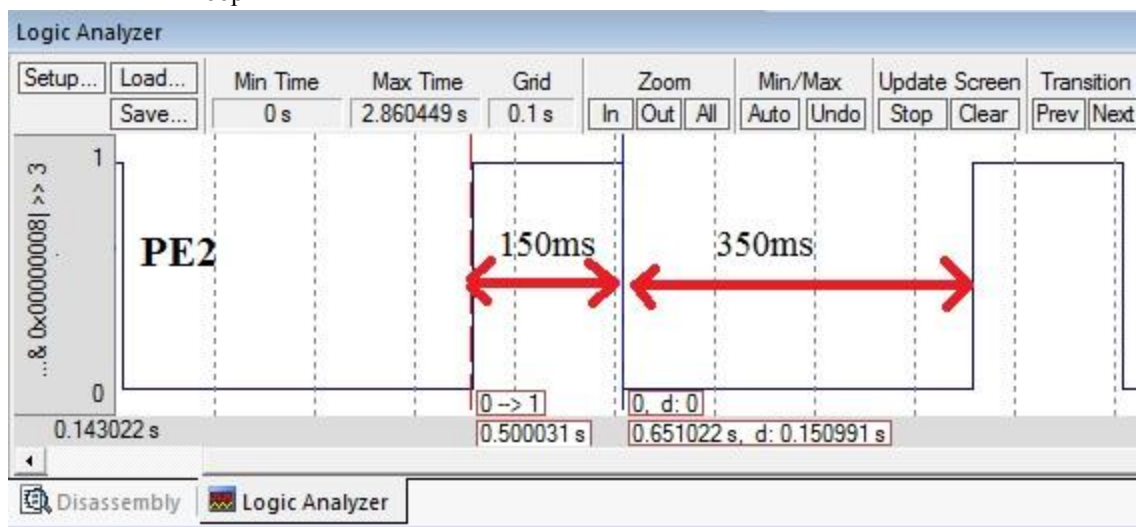 Logic Analyzer
Setup... Load... Min Time Max Time Grid Zoom Min/Max Update Screen Transition
Save... 0 s 2.860449 s 0.1 s In Out All Auto Undo Stop Clear Prev Next
1
...& 0x00000008) >> 3
PE2
150ms
350ms
0
0 --> 1
0, d: 0
0.143022 s
0.500031 s
0.651022 s, d: 0.150991 s
Disassembly
Logic Analyzer